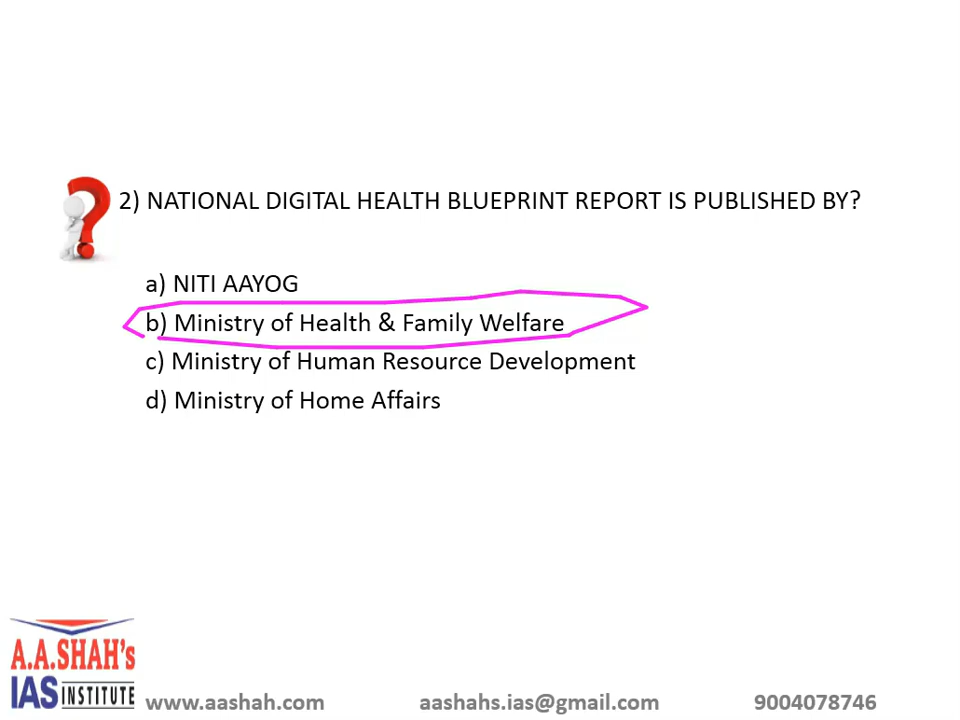 2) NATIONAL DIGITAL HEALTH BLUEPRINT REPORT IS PUBLISHED BY?
a) NITI AAYOG
b) Ministry of Health & Family Welfare
c) Ministry of Human Resource Development
d) Ministry of Home Affairs
A.A.SHAH's
IAS INSTITUTE
www.aashah.com aashahs.ias@gmail.com 9004078746